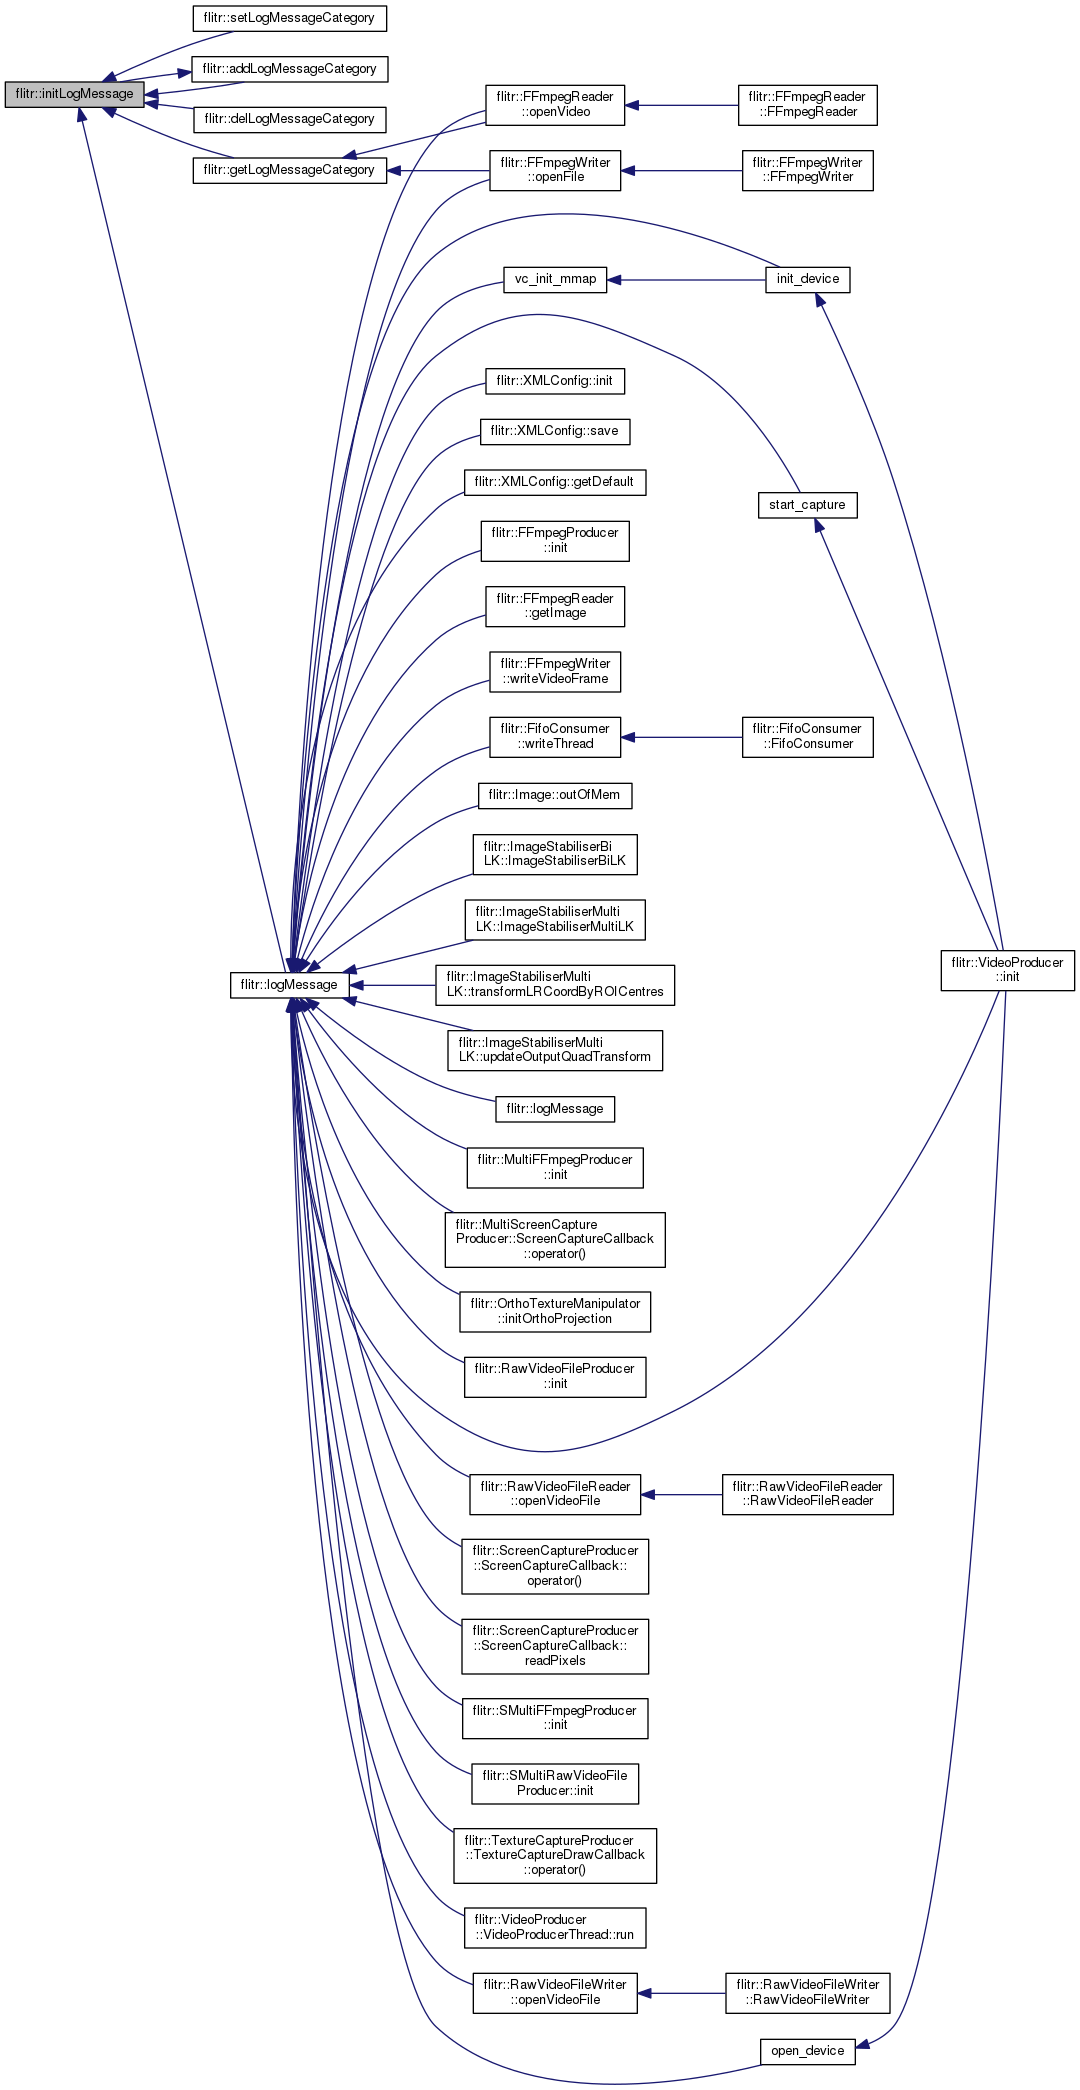 flitr::setLogMessageCategory
flitr::addLogMessageCategory
flitr::initLogMessage
flitr::delLogMessageCategory
flitr::getLogMessageCategory
flitr::FFmpegReader
::openVideo
flitr::FFmpegReader
::FFmpegReader
flitr::FFmpegWriter
::openFile
flitr::FFmpegWriter
::FFmpegWriter
vc_init_mmap
init_device
flitr::XMLConfig::init
flitr::XMLConfig::save
flitr::XMLConfig::getDefault
start_capture
flitr::FFmpegProducer
::init
flitr::FFmpegReader
::getImage
flitr::FFmpegWriter
::writeVideoFrame
flitr::FifoConsumer
::writeThread
flitr::FifoConsumer
::FifoConsumer
flitr::Image::outOfMem
flitr::ImageStabiliserBi
LK::ImageStabiliserBiLK
flitr::ImageStabiliserMulti
LK::ImageStabiliserMultiLK
flitr::VideoProducer
::init
flitr::logMessage
flitr::ImageStabiliserMulti
LK::transformLRCoordByROICentres
flitr::ImageStabiliserMulti
LK::updateOutputQuadTransform
flitr::logMessage
flitr::MultiFFmpegProducer
::init
flitr::MultiScreenCapture
Producer::ScreenCaptureCallback
::operator()
flitr::OrthoTextureManipulator
::initOrthoProjection
flitr::RawVideoFileProducer
::init
flitr::RawVideoFileReader
::openVideoFile
flitr::RawVideoFileReader
::RawVideoFileReader
flitr::ScreenCaptureProducer
::ScreenCaptureCallback::
operator()
flitr::ScreenCaptureProducer
::ScreenCaptureCallback::
readPixels
flitr::SMultiFFmpegProducer
::init
flitr::SMultiRawVideoFile
Producer::init
flitr::TextureCaptureProducer
::TextureCaptureDrawCallback
::operator()
flitr::VideoProducer
::VideoProducerThread::run
flitr::RawVideoFileWriter
::openVideoFile
flitr::RawVideoFileWriter
::RawVideoFileWriter
open_device